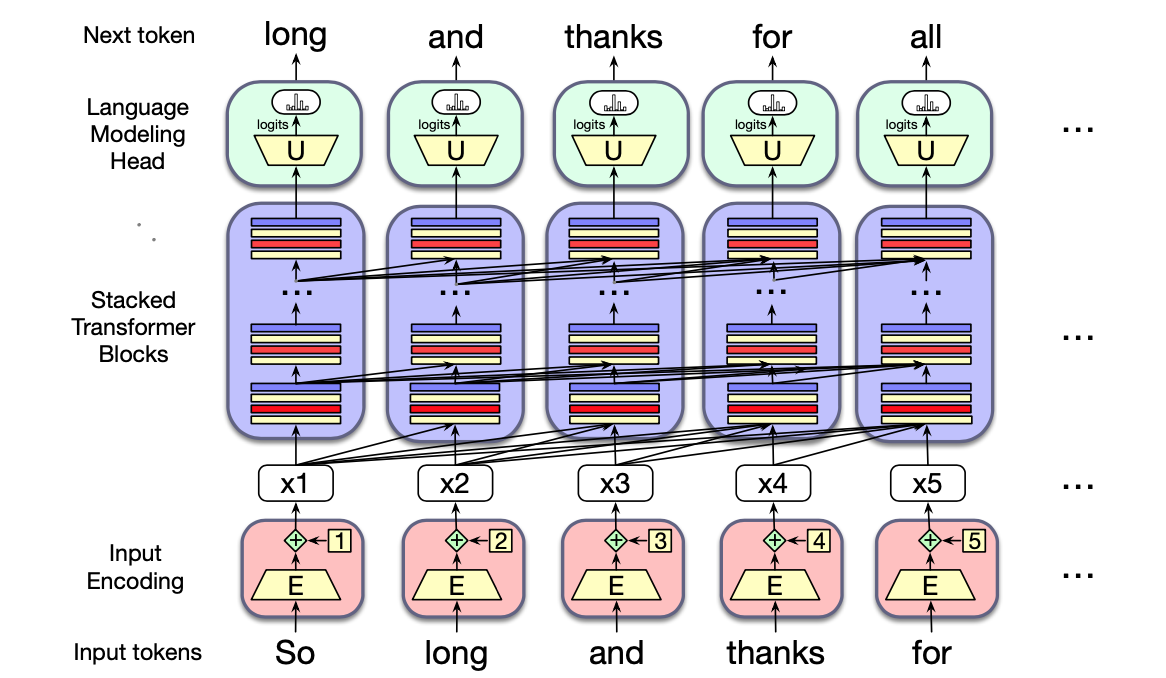 Next token long and thanks for all
Language
Modeling
Head
logits logits logits logits logits
U U U U U
...
Stacked
Transformer
Blocks
... ... ... ... ...
...
x1 x2 x3 x4 x5 ...
1 2 3 4 5
+ + + + +
Input
Encoding
E E E E E
...
Input tokens So long and thanks for